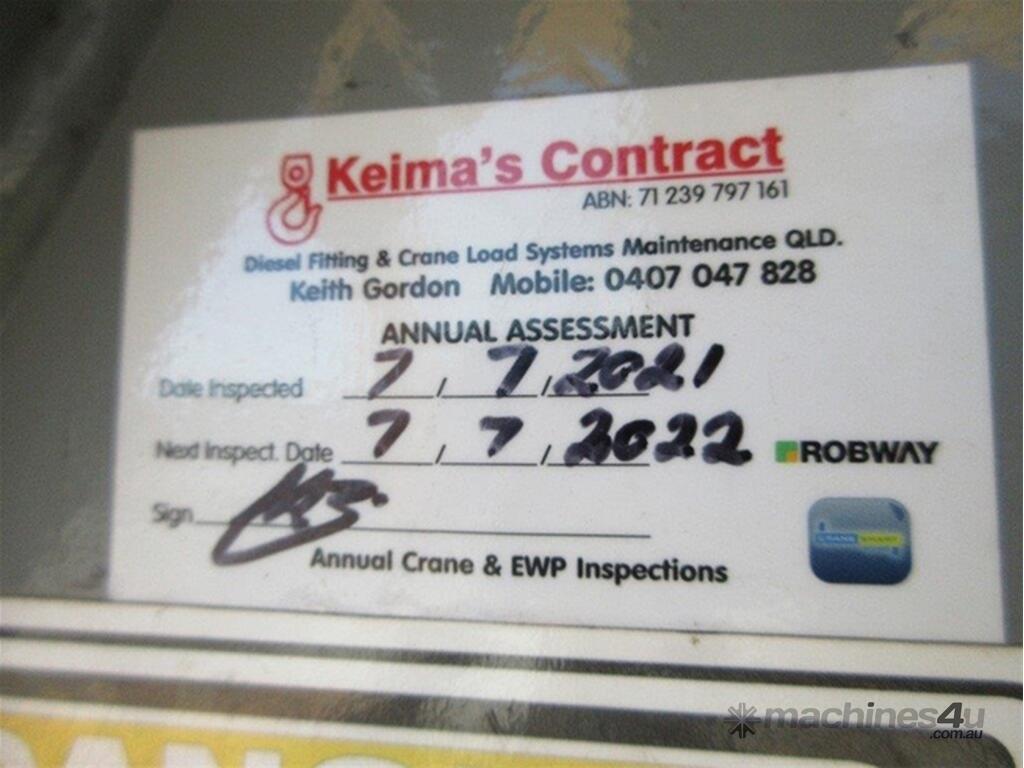 Keima's Contract
ABN: 71 239 797 161
Diesel Fitting & Crane Load Systems Maintenance QLD.
Keith Gordon Mobile: 0407 047 828
ANNUAL ASSESSMENT
Date Inspected 7 / 7 / 2021
Next Inspect. Date 7 / 7 / 2022
ROBWAY
Sign
CRANE SMART
Annual Crane & EWP Inspections
machines4u
.com.au